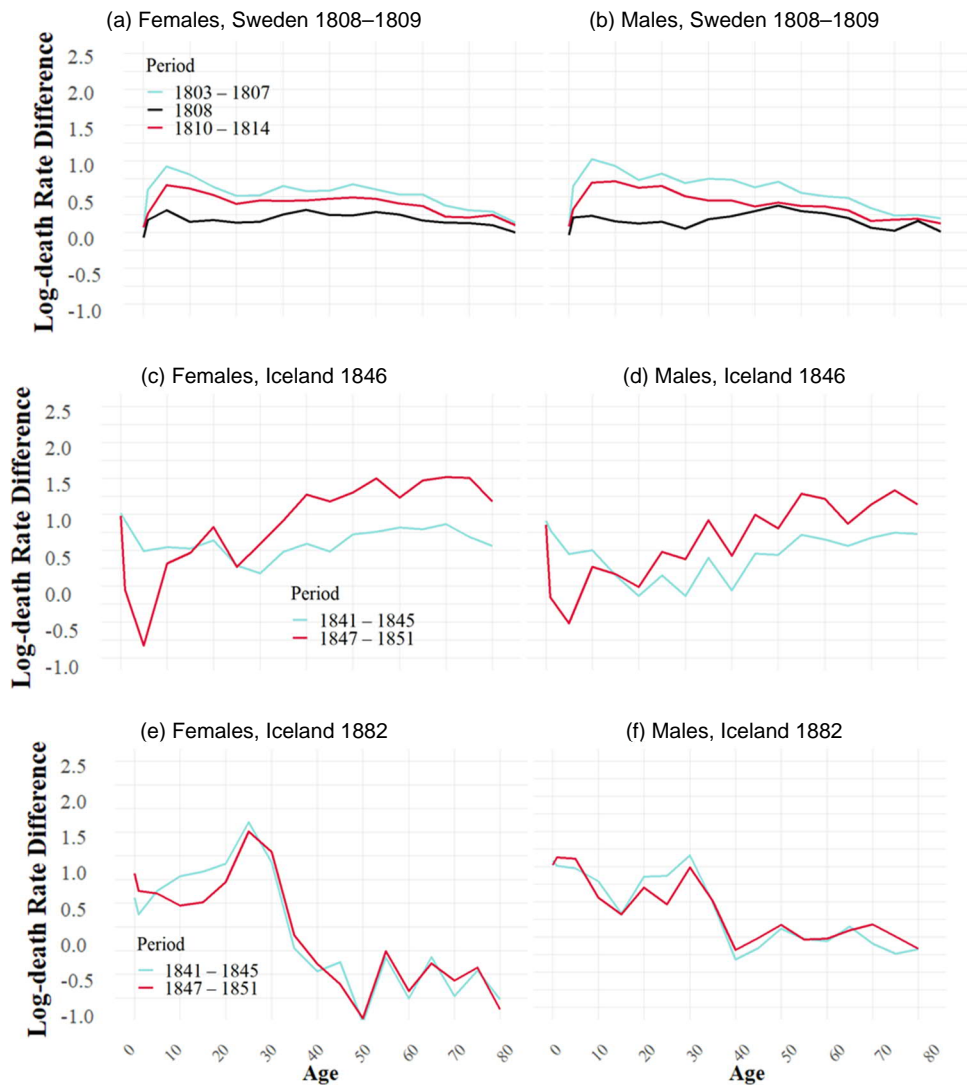 (a) Females, Sweden 1808–1809
(b) Males, Sweden 1808–1809
Log-death Rate Difference
2.5
2.0
1.5
1.0
0.5
0.0
-0.5
-1.0
Period
1803 – 1807
1808
1810 – 1814
(c) Females, Iceland 1846
(d) Males, Iceland 1846
Log-death Rate Difference
2.5
2.0
1.5
1.0
0.5
0.0
-0.5
-1.0
Period
1841 – 1845
1847 – 1851
(e) Females, Iceland 1882
(f) Males, Iceland 1882
Log-death Rate Difference
2.5
2.0
1.5
1.0
0.5
0.0
-0.5
-1.0
Period
1841 – 1845
1847 – 1851
0 10 20 30 40 50 60 70 80
0 10 20 30 40 50 60 70 80
Age
Age